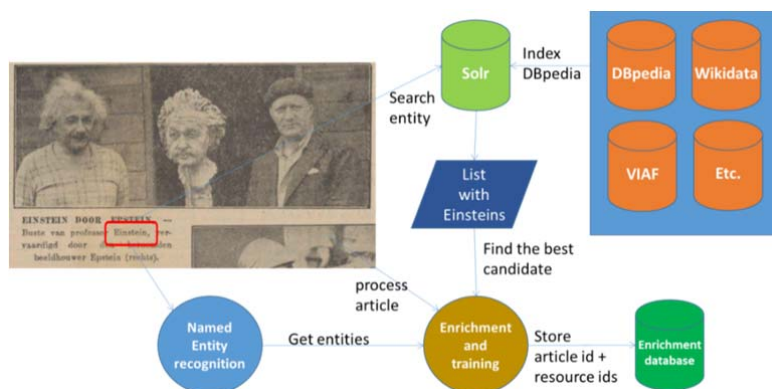 Solr
Index
DBpedia
DBpedia
Wikidata
VIAF
Etc.
Search
entity
List
with
Einsteins
EINSTEIN DOOR EPSTEIN —
Buste van professor Einstein, ver-
vaardigd door den
beeldhouwer Epstein (rechts).
Find the best
candidate
process
article
Named
Entity
recognition
Get entities
Enrichment
and
training
Store
article id +
resource ids
Enrichment
database